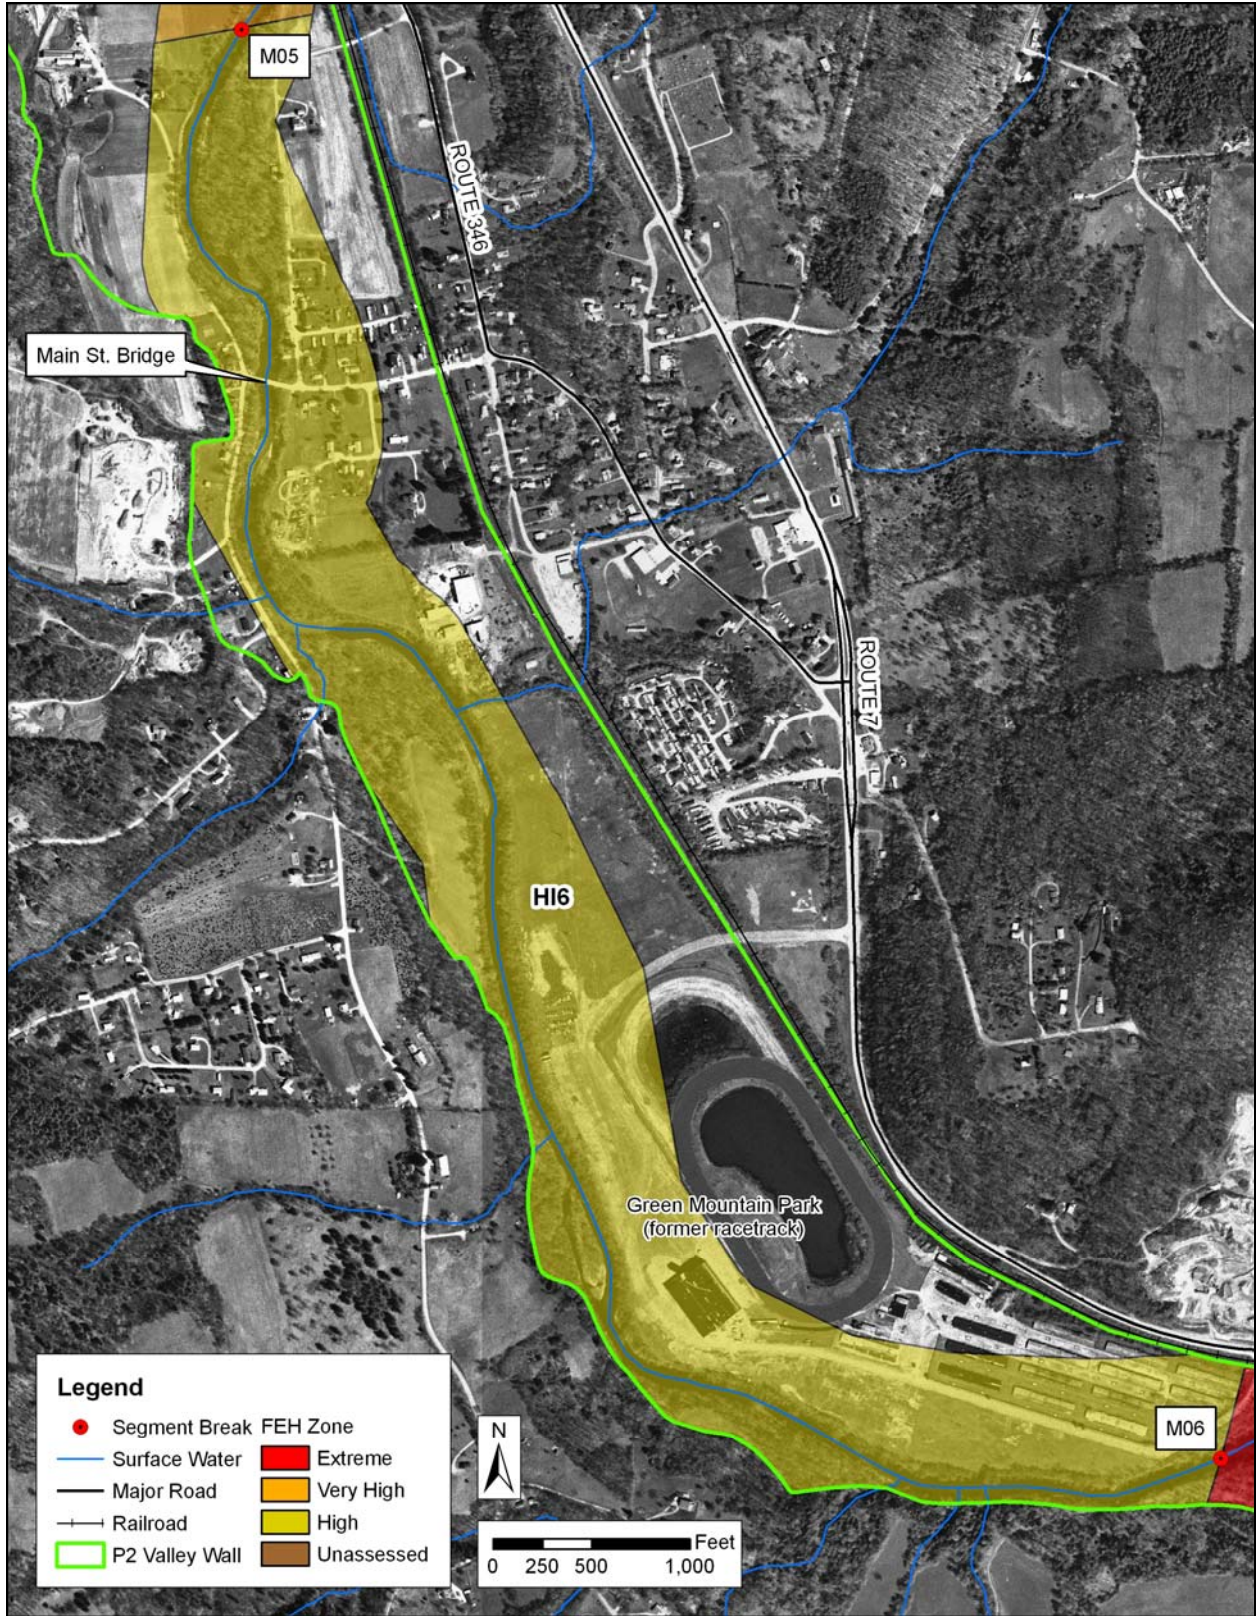 M05
ROUTE 346
Main St. Bridge
ROUTE 7
HI6
Green Mountain Park
(former racetrack)
M06
Legend
Segment Break
Surface Water
Major Road
Railroad
P2 Valley Wall
FEH Zone
Extreme
Very High
High
Unassessed
N
Feet
0 250 500 1,000